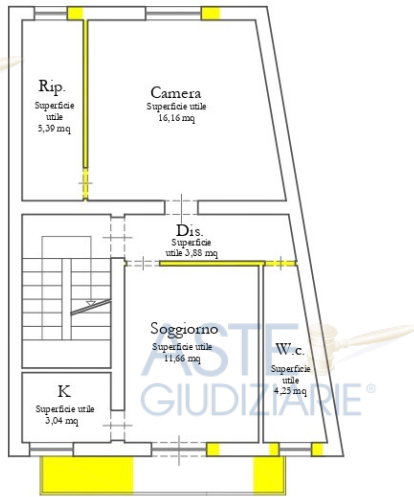 Rip.
Superficie
utile
5,39 mq
Camera
Superficie utile
16,16 mq
Dis.
Superficie
utile 3,88 mq
Soggiorno
Superficie utile
11,66 mq
W.c.
Superficie
utile
4,25 mq
K
Superficie utile
3,04 mq
ASTE
GIUDIZIARIE®